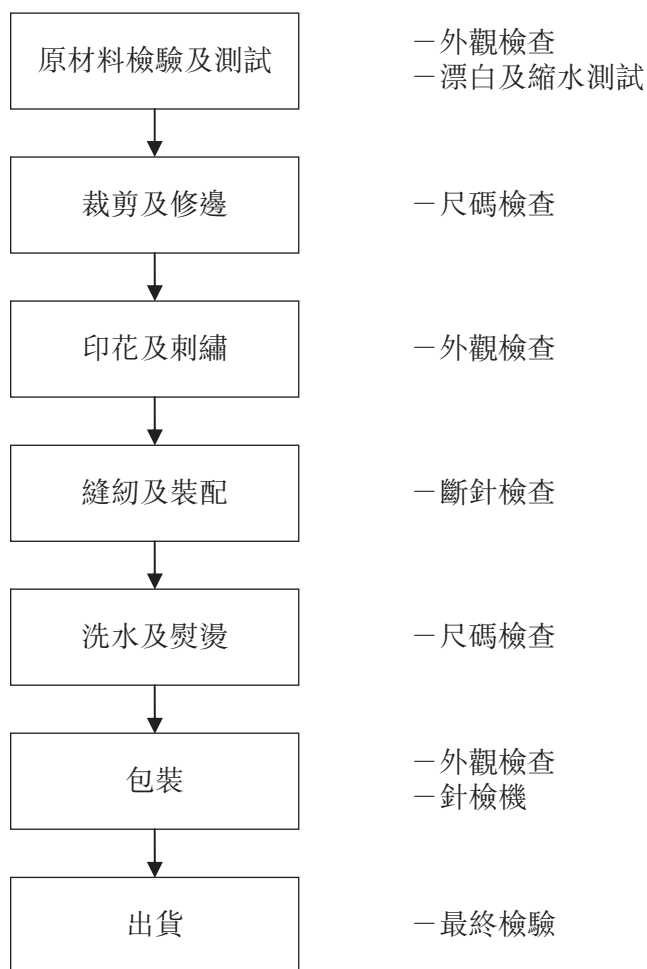 原材料檢驗及測試
－外觀檢查
－漂白及縮水測試
裁剪及修邊
－尺碼檢查
印花及刺繡
－外觀檢查
縫紉及裝配
－斷針檢查
洗水及熨燙
－尺碼檢查
包裝
－外觀檢查
－針檢機
出貨
－最終檢驗